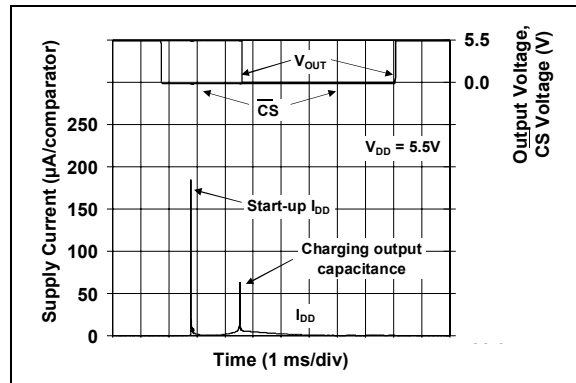 Supply Current (µA/comparator)
300
250
200
150
100
50
0
5.5
0.0
Output Voltage,
CS Voltage (V)
V_OUT
CS
V_DD = 5.5V
Start-up I_DD
Charging output
capacitance
I_DD
Time (1 ms/div)